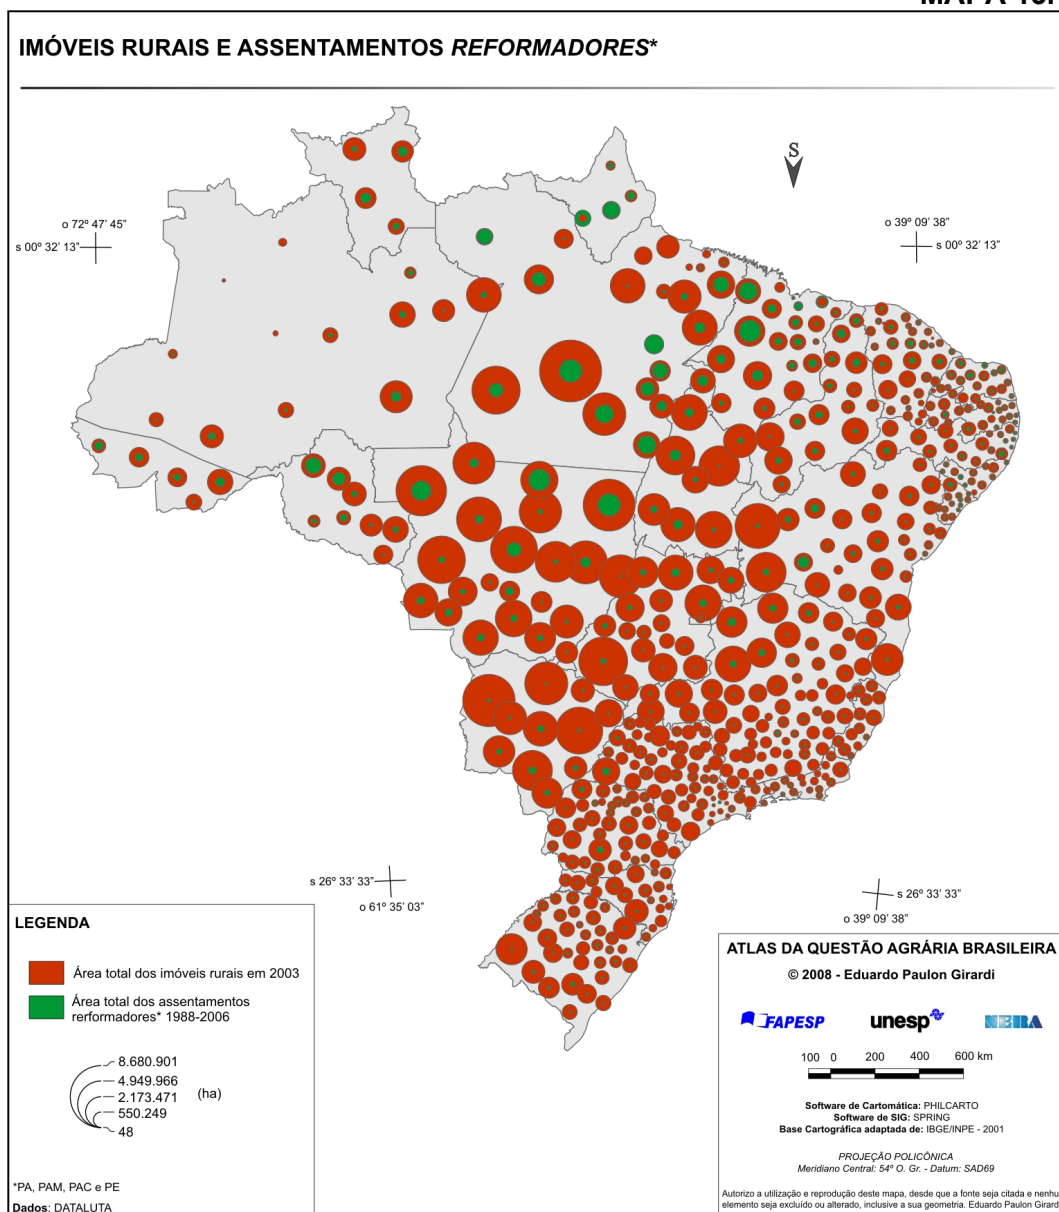 IMÓVEIS RURAIS E ASSENTAMENTOS REFORMADORES*
S
o 72º 47' 45"
s 00º 32' 13"
o 39º 09' 38"
s 00º 32' 13"
s 26º 33' 33"
o 61º 35' 03"
s 26º 33' 33"
o 39º 09' 38"
LEGENDA
Área total dos imóveis rurais em 2003
Área total dos assentamentos
rerformadores* 1988-2006
8.680.901
4.949.966
2.173.471
550.249
48
(ha)
*PA, PAM, PAC e PE
Dados: DATALUTA
ATLAS DA QUESTÃO AGRÁRIA BRASILEIRA
© 2008 - Eduardo Paulon Girardi
FAPESP unesp NERA
100 0 200 400 600 km
Software de Cartomática: PHILCARTO
Software de SIG: SPRING
Base Cartográfica adaptada de: IBGE/INPE - 2001
PROJEÇÃO POLICÔNICA
Meridiano Central: 54º O. Gr. - Datum: SAD69
Autorizo a utilização e reprodução deste mapa, desde que a fonte seja citada e nenhu
elemento seja excluído ou alterado, inclusive a sua geometria. Eduardo Paulon Girard